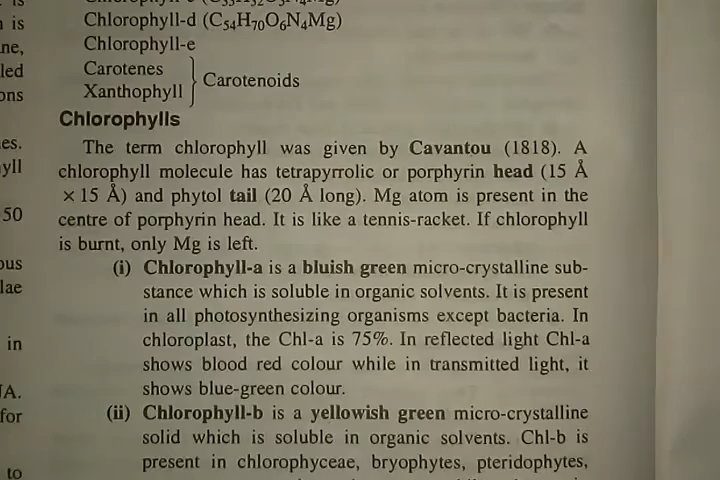 Chlorophyll-d (C54H70O6N4Mg)
Chlorophyll-e
Carotenes
Xanthophyll
Carotenoids
Chlorophylls
The term chlorophyll was given by Cavantou (1818). A
chlorophyll molecule has tetrapyrrolic or porphyrin head (15 Å
× 15 Å) and phytol tail (20 Å long). Mg atom is present in the
centre of porphyrin head. It is like a tennis-racket. If chlorophyll
is burnt, only Mg is left.
(i) Chlorophyll-a is a bluish green micro-crystalline sub-
stance which is soluble in organic solvents. It is present
in all photosynthesizing organisms except bacteria. In
chloroplast, the Chl-a is 75%. In reflected light Chl-a
shows blood red colour while in transmitted light, it
shows blue-green colour.
(ii) Chlorophyll-b is a yellowish green micro-crystalline
solid which is soluble in organic solvents. Chl-b is
present in chlorophyceae, bryophytes, pteridophytes,